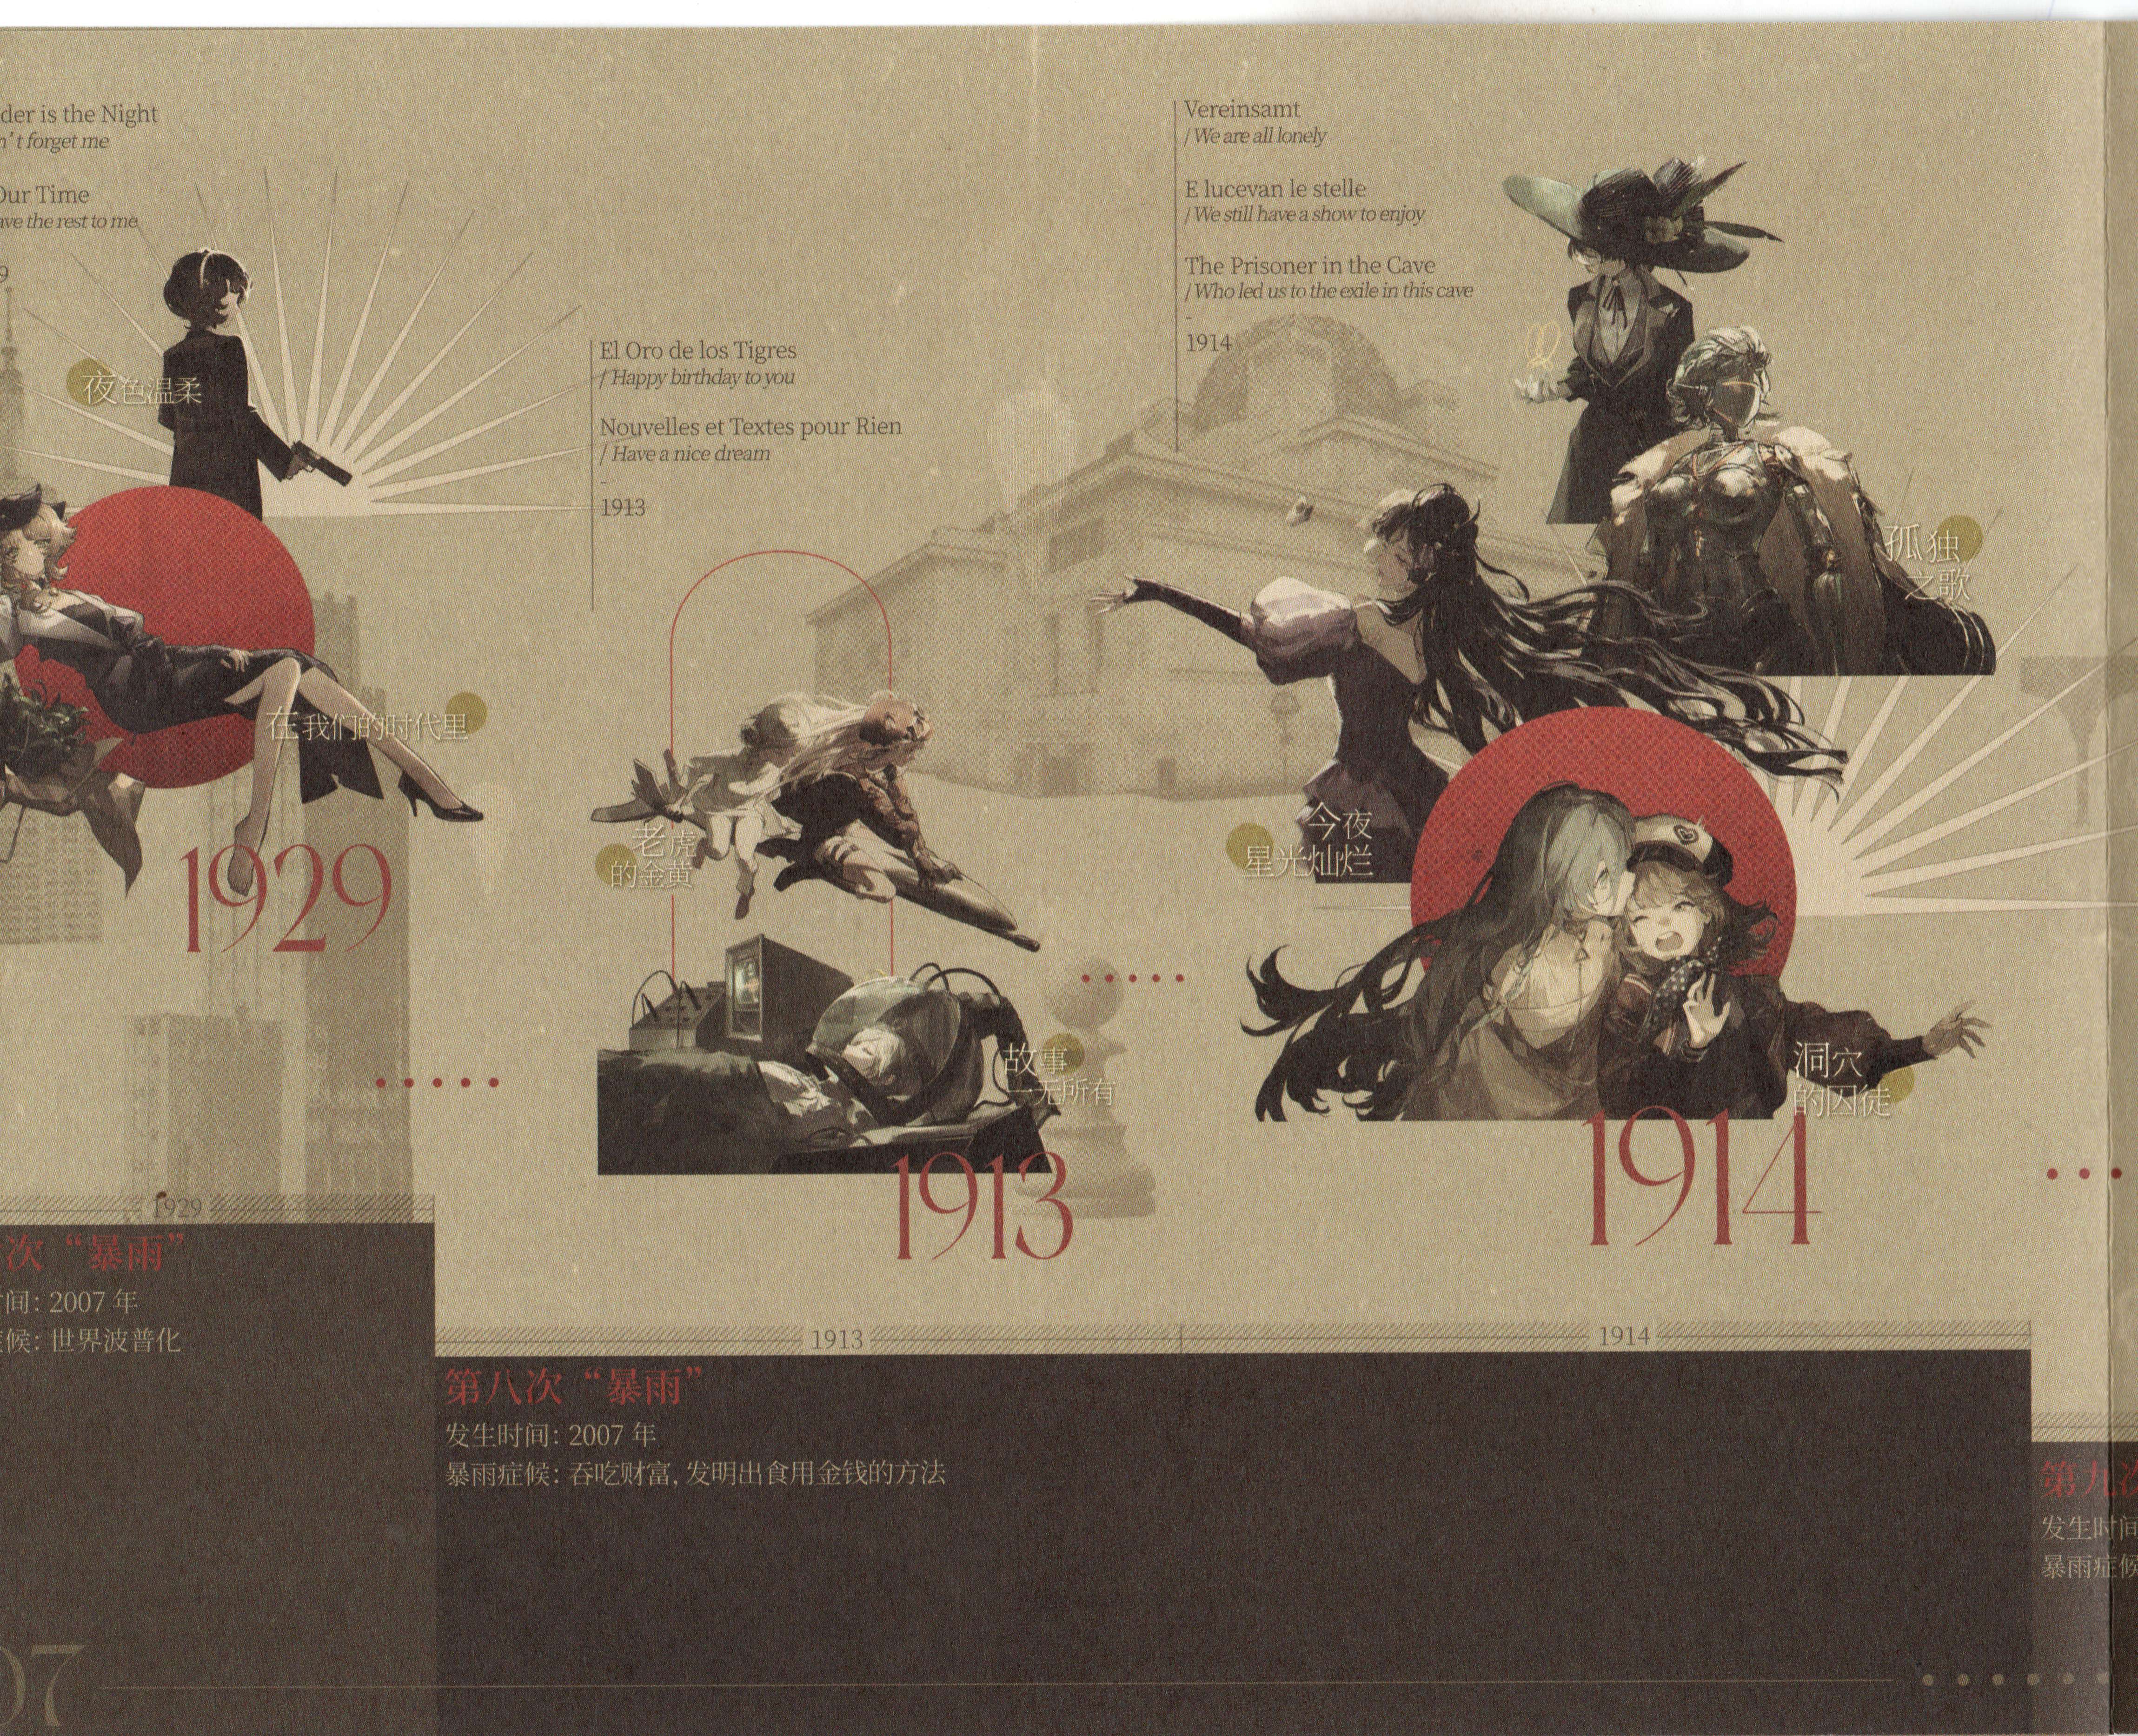 der is the Night
n't forget me
Our Time
ave the rest to me
9
夜色温柔
在我们的时代里
1929
1929
次“暴雨”
间：2007 年
候：世界波普化
07
El Oro de los Tigres
/ Happy birthday to you
Nouvelles et Textes pour Rien
/ Have a nice dream
-
1913
老虎
的金黄
故事
一无所有
1913
1913
第八次“暴雨”
发生时间：2007 年
暴雨症候：吞吃财富，发明出食用金钱的方法
Vereinsamt
/ We are all lonely
E lucevan le stelle
/ We still have a show to enjoy
The Prisoner in the Cave
/ Who led us to the exile in this cave
-
1914
孤独
之歌
今夜
星光灿烂
洞穴
的囚徒
1914
1914
第九次
发生时间
暴雨症候